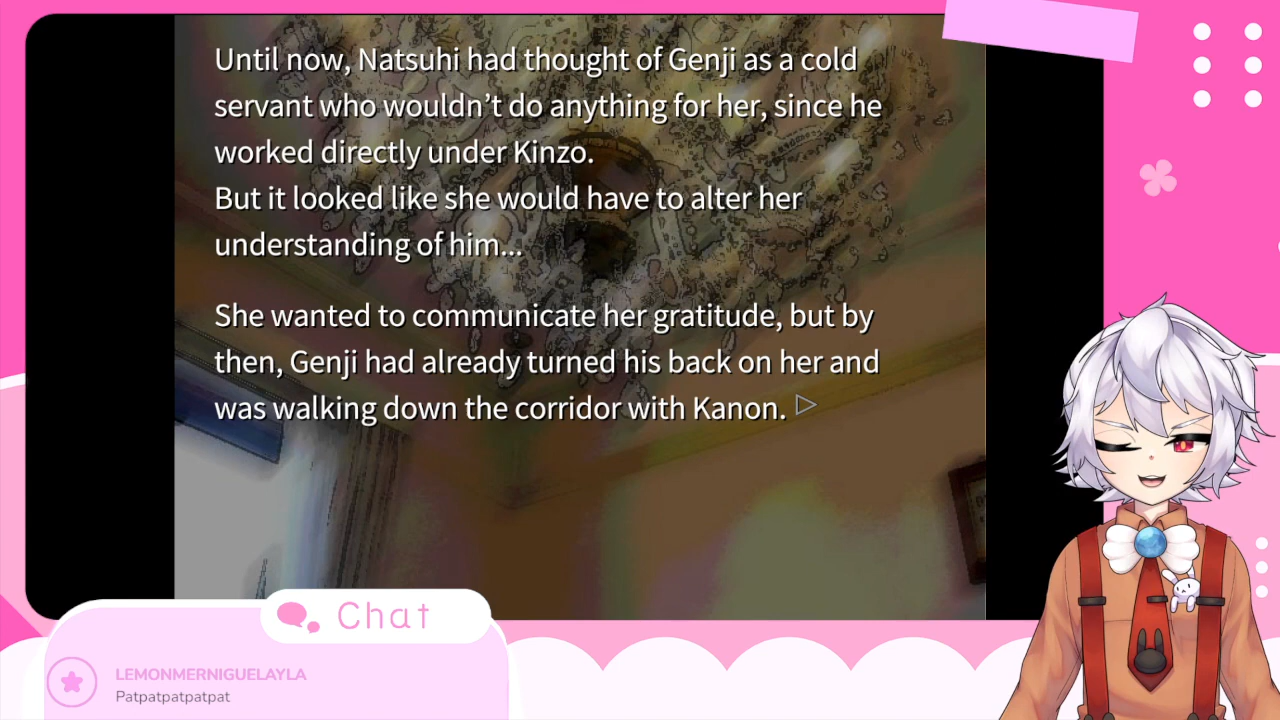 Until now, Natsuhi had thought of Genji as a cold
servant who wouldn’t do anything for her, since he
worked directly under Kinzo.
But it looked like she would have to alter her
understanding of him...
She wanted to communicate her gratitude, but by
then, Genji had already turned his back on her and
was walking down the corridor with Kanon.
Chat
LEMONMERNIGUELAYLA
Patpatpatpatpat